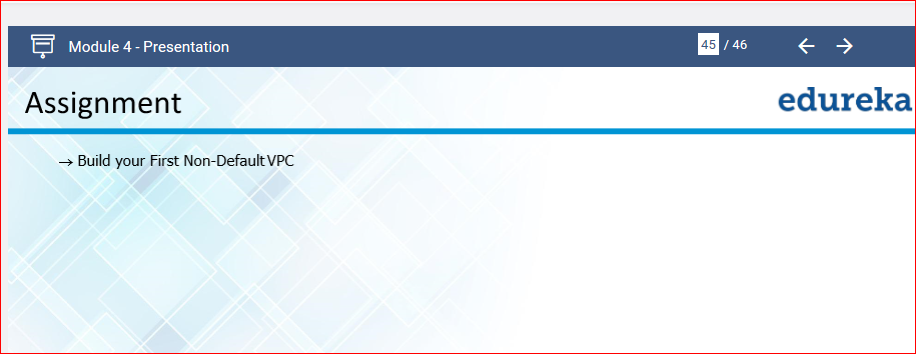 Module 4 - Presentation
45 / 46
Assignment
edureka
→ Build your First Non-Default VPC